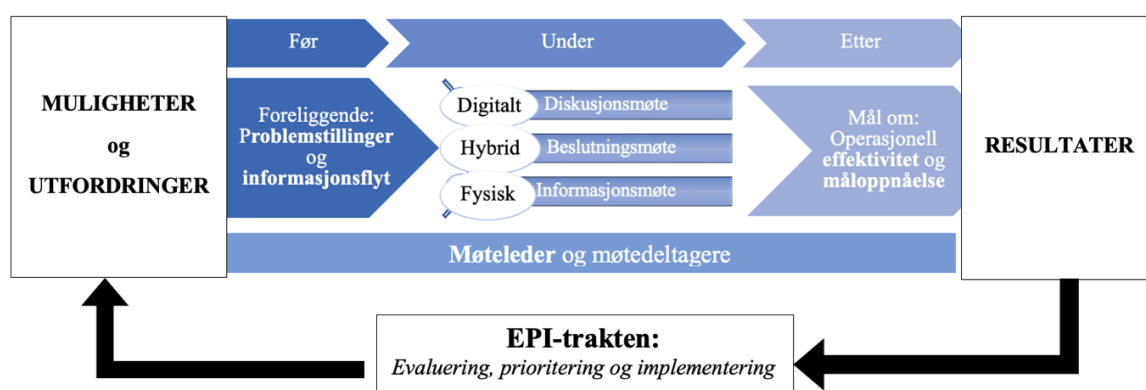 MULIGHETER
og
UTFORDRINGER
Før
Under
Etter
Foreliggende:
Problemstillinger
og
informasjonsflyt
Digitalt
Diskusjonsmøte
Hybrid
Beslutningsmøte
Fysisk
Informasjonsmøte
Mål om:
Operasjonell
effektivitet og
måloppnåelse
RESULTATER
Møteleder og møtedeltagere
EPI-trakten:
Evaluering, prioritering og implementering